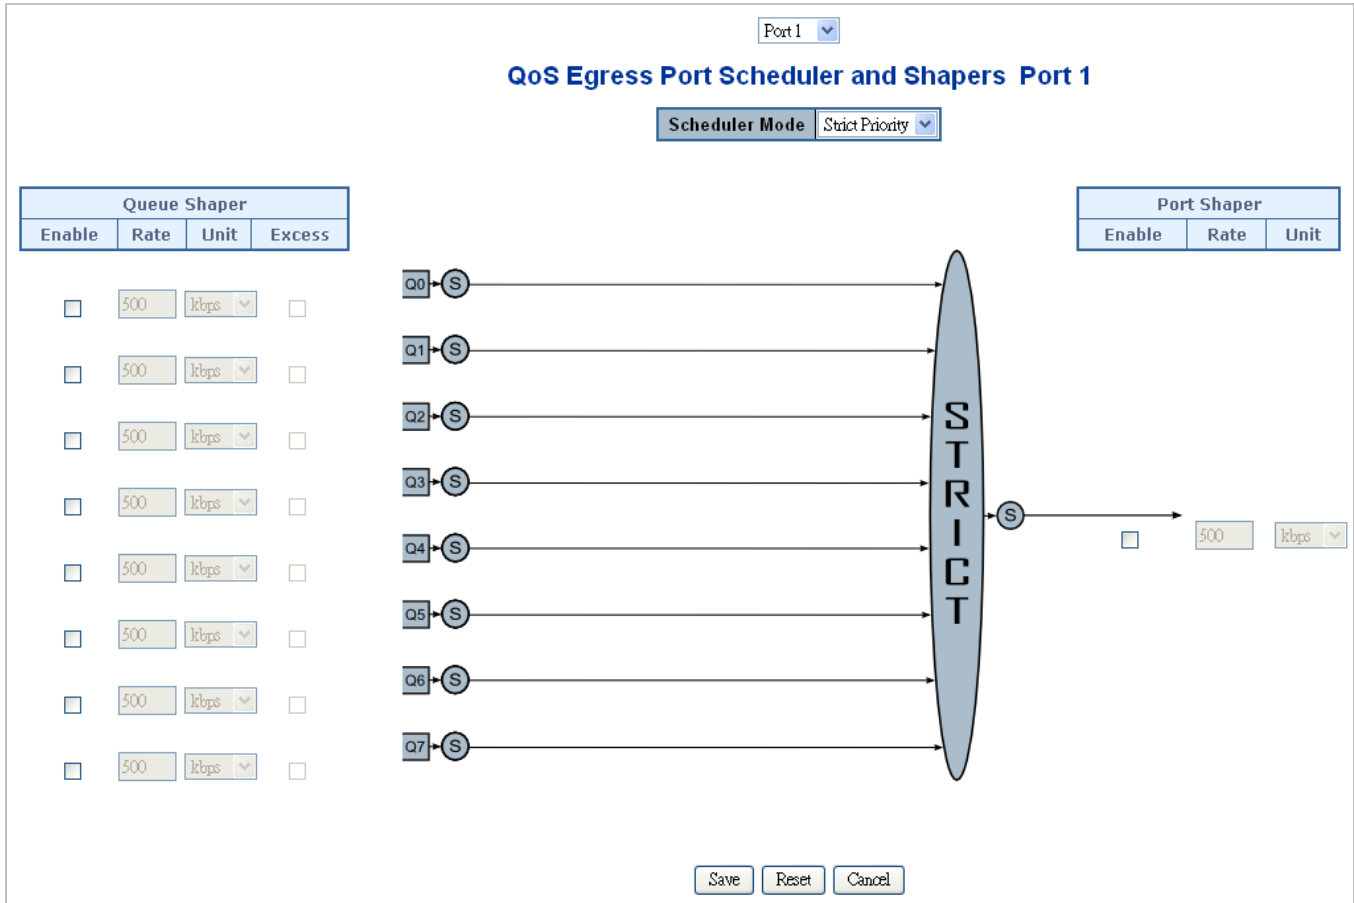 Port 1
QoS Egress Port Scheduler and Shapers Port 1
Scheduler Mode Strict Priority
Queue Shaper
Enable Rate Unit Excess
Port Shaper
Enable Rate Unit
500 kbps
Q0 S
500 kbps
Q1 S
500 kbps
Q2 S
500 kbps
Q3 S
500 kbps
Q4 S
500 kbps
Q5 S
500 kbps
Q6 S
500 kbps
Q7 S
STRICT
S
500 kbps
Save Reset Cancel